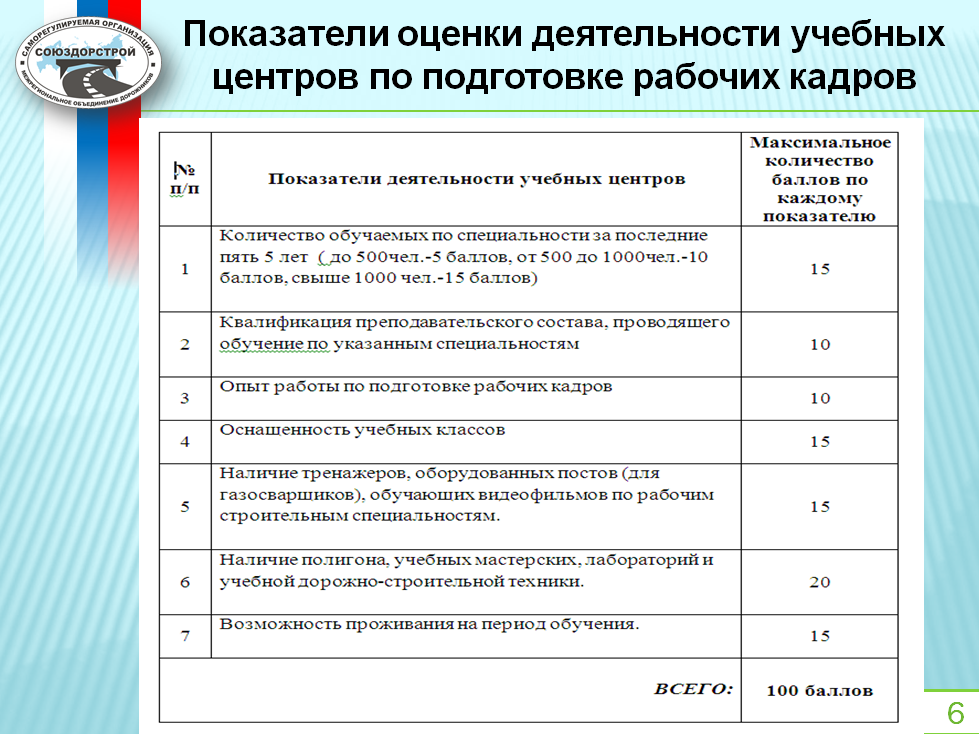 САМОРЕГУЛИРУЕМАЯ ОРГАНИЗАЦИЯ
СОЮЗДОРСТРОЙ
МЕЖРЕГИОНАЛЬНОЕ ОБЪЕДИНЕНИЕ ДОРОЖНИКОВ
Показатели оценки деятельности учебных
центров по подготовке рабочих кадров
№
п/п
Показатели деятельности учебных центров
Максимальное
количество
баллов по
каждому
показателю
1
Количество обучаемых по специальности за последние
пять 5 лет ( до 500чел.-5 баллов, от 500 до 1000чел.-10
баллов, свыше 1000 чел.-15 баллов)
15
2
Квалификация преподавательского состава, проводящего
обучение по указанным специальностям
10
3
Опыт работы по подготовке рабочих кадров
10
4
Оснащенность учебных классов
15
5
Наличие тренажеров, оборудованных постов (для
газосварщиков), обучающих видеофильмов по рабочим
строительным специальностям.
15
6
Наличие полигона, учебных мастерских, лабораторий и
учебной дорожно-строительной техники.
20
7
Возможность проживания на период обучения.
15
ВСЕГО:
100 баллов
6